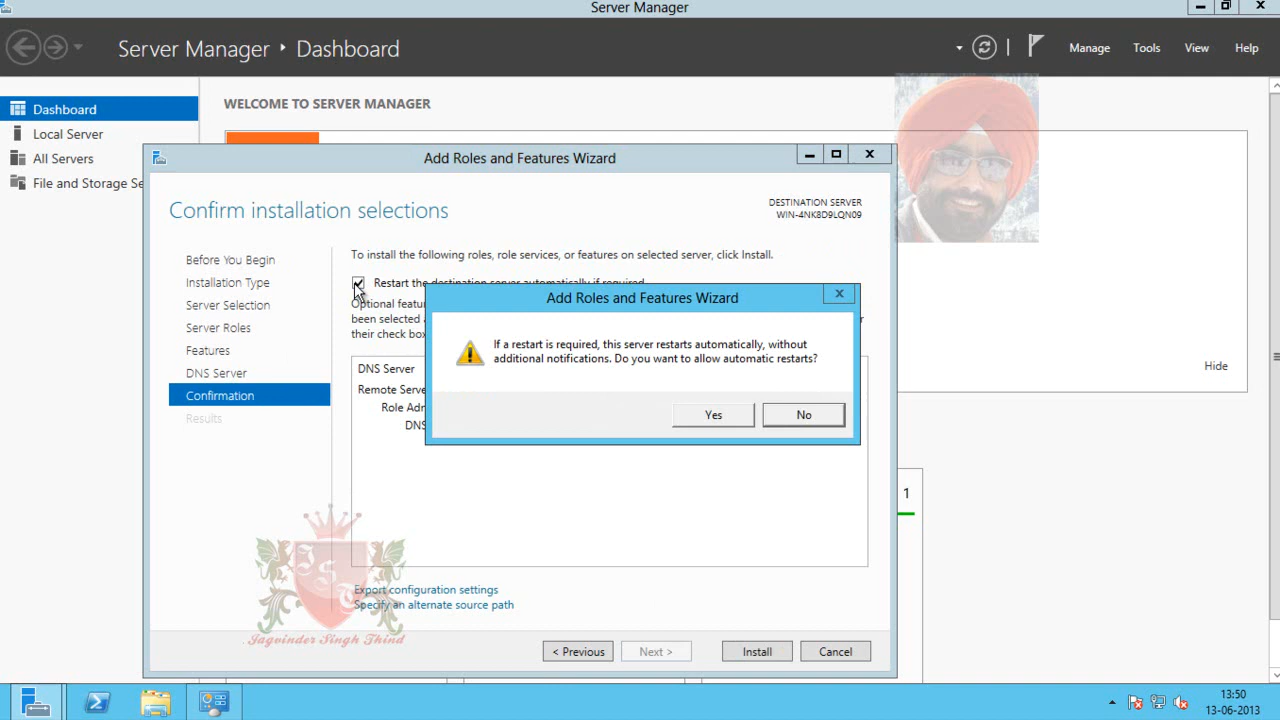 Server Manager
Server Manager ‣ Dashboard
Manage Tools View Help
Dashboard
Local Server
All Servers
File and Storage Se
WELCOME TO SERVER MANAGER
Add Roles and Features Wizard
Confirm installation selections
DESTINATION SERVER
WIN-4NK8D9LQN09
Before You Begin
Installation Type
Server Selection
Server Roles
Features
DNS Server
Confirmation
Results
To install the following roles, role services, or features on selected server, click Install.
Restart the destination server automatically if required
Optional featu
been selected
their check box
DNS Server
Remote Serve
Role Adm
DNS
Add Roles and Features Wizard
If a restart is required, this server restarts automatically, without
additional notifications. Do you want to allow automatic restarts?
Yes No
Hide
1
Export configuration settings
Specify an alternate source path
JST
Jagvinder Singh Thind
< Previous Next > Install Cancel
13:50
13-06-2013